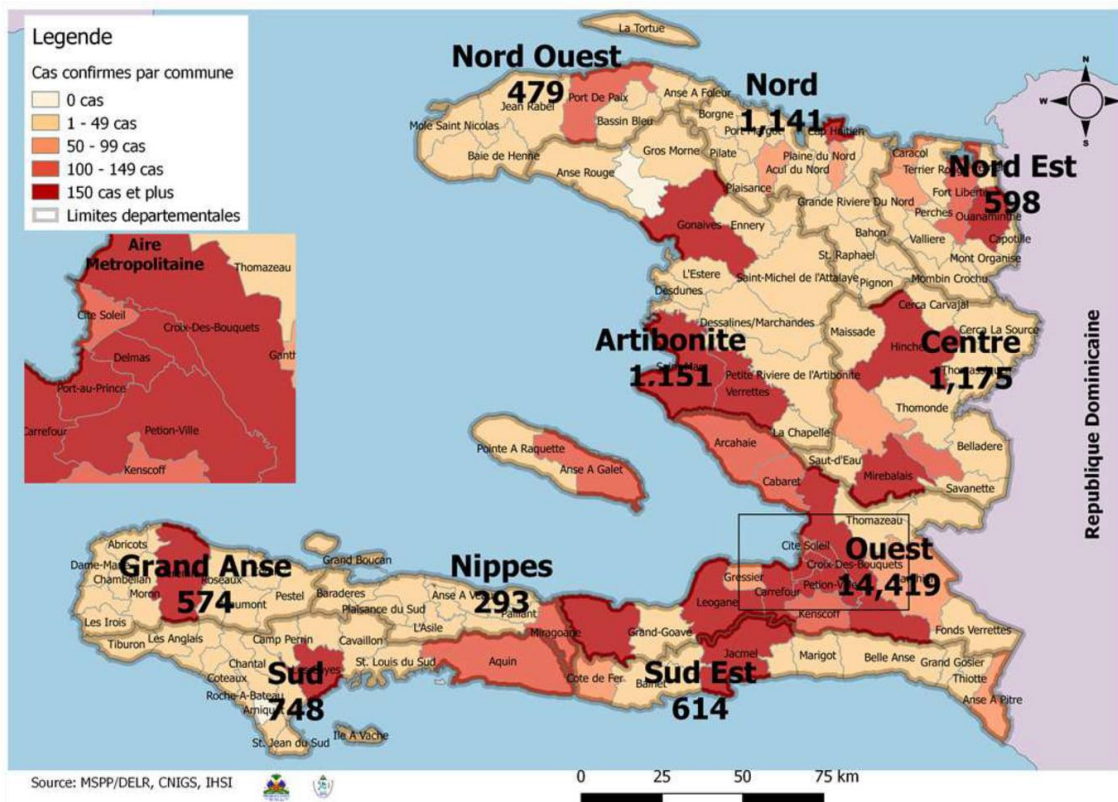 Legende
Cas confirmes par commune
0 cas
1 - 49 cas
50 - 99 cas
100 - 149 cas
150 cas et plus
Limites departementales
Aire
Metropolitaine
Thomazeau
Cite Soleil
Croix-Des-Bouquets
Delmas
Port-au-Prince
Carrefour
Petion-Ville
Kenscoff
La Tortue
Nord Ouest
479
Port De Paix
Jean Rabel
Anse A Foleur
Bassin Bleu
Mole Saint Nicolas
Baie de Henne
Nord
1,141
Borgne
Port Margot
Cap Haitien
Pilate
Plaine du Nord
Acul du Nord
Plaisance
Grande Riviere Du Nord
Bahon
St. Raphael
Pignon
N
W
E
S
Caracol
Nord Est
598
Terrier Rouge
Fort Liberte
Perches
Ouanaminthe
Capotille
Valliere
Mont Organise
Mombin Crochu
Gros Morne
Anse Rouge
Gonaives
Ennery
Saint-Michel de l'Attalaye
L'Estere
Desdunes
Dessalines/Marchandes
Artibonite
1,151
Petite Riviere de l'Artibonite
Verrettes
La Chapelle
Cerca Carvajal
Maissade
Cerca La Source
Hinche
Centre
1,175
Thomonde
Belladere
Saut-d'Eau
Mirebalais
Savanette
Republique Dominicaine
Pointe A Raquette
Anse A Galet
Arcahaie
Cabaret
Thomazeau
Cite Soleil
Ouest
14,419
Croix-Des-Bouquets
Gressier
Petion-Ville
Carrefour
Leogane
Kenscoff
Fonds Verrettes
Grand-Goave
Abricots
Grand Anse
574
Chambellan
Moron
Roseaux
Pestel
Les Irois
Grand Boucan
Baraderes
Nippes
293
Plaisance du Sud
L'Asile
Paillant
Miragoade
Tiburon
Les Anglais
Camp Perrin
Cavaillon
Chantal
Coteaux
St. Louis du Sud
Aquin
Sud
748
Roche-A-Bateau
St. Jean du Sud
Ile A Vache
Cote de Fer
Bainet
Jacmel
Sud Est
614
Marigot
Belle Anse
Grand Gosier
Thiotte
Anse A Pitre
Source: MSPP/DELR, CNIGS, IHSI
0 25 50 75 km